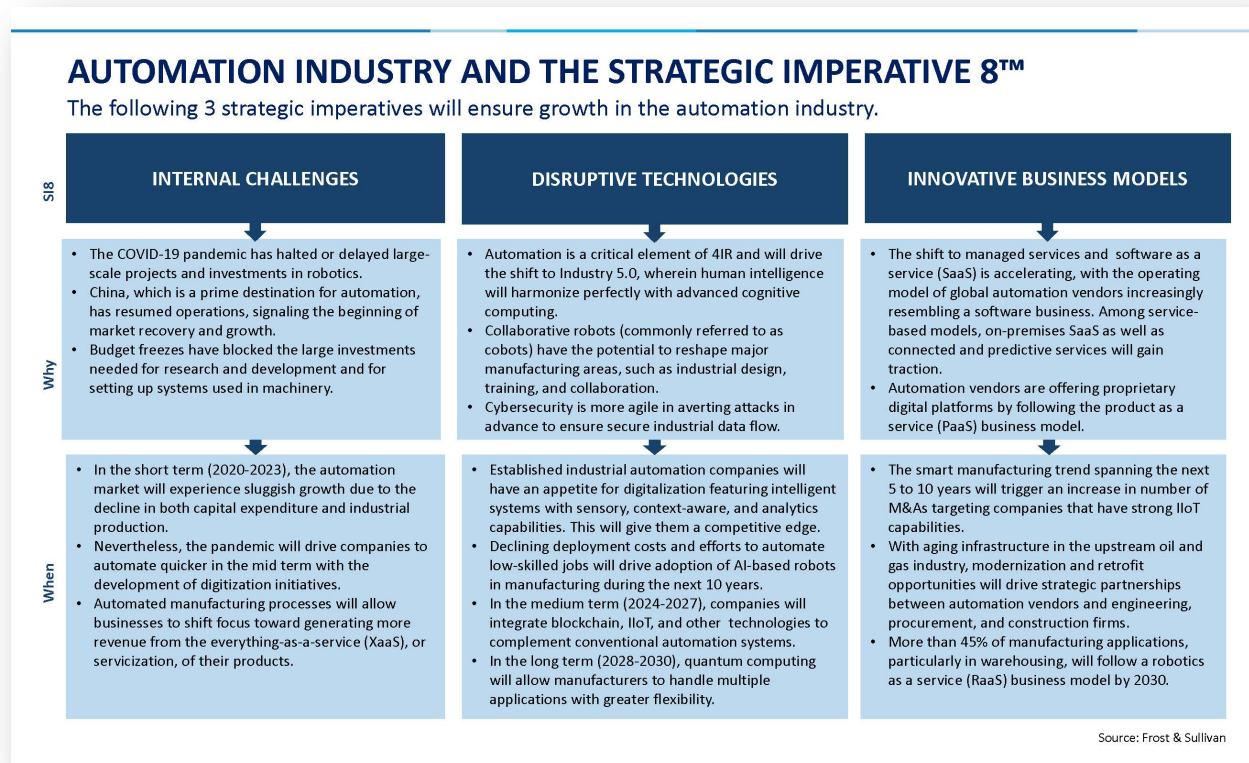 AUTOMATION INDUSTRY AND THE STRATEGIC IMPERATIVE 8™
The following 3 strategic imperatives will ensure growth in the automation industry.
SI8
INTERNAL CHALLENGES
DISRUPTIVE TECHNOLOGIES
INNOVATIVE BUSINESS MODELS
Why
• The COVID-19 pandemic has halted or delayed large-
scale projects and investments in robotics.
• China, which is a prime destination for automation,
has resumed operations, signaling the beginning of
market recovery and growth.
• Budget freezes have blocked the large investments
needed for research and development and for
setting up systems used in machinery.
• Automation is a critical element of 4IR and will drive
the shift to Industry 5.0, wherein human intelligence
will harmonize perfectly with advanced cognitive
computing.
• Collaborative robots (commonly referred to as
cobots) have the potential to reshape major
manufacturing areas, such as industrial design,
training, and collaboration.
• Cybersecurity is more agile in averting attacks in
advance to ensure secure industrial data flow.
• The shift to managed services and software as a
service (SaaS) is accelerating, with the operating
model of global automation vendors increasingly
resembling a software business. Among service-
based models, on-premises SaaS as well as
connected and predictive services will gain
traction.
• Automation vendors are offering proprietary
digital platforms by following the product as a
service (PaaS) business model.
When
• In the short term (2020-2023), the automation
market will experience sluggish growth due to the
decline in both capital expenditure and industrial
production.
• Nevertheless, the pandemic will drive companies to
automate quicker in the mid term with the
development of digitization initiatives.
• Automated manufacturing processes will allow
businesses to shift focus toward generating more
revenue from the everything-as-a-service (XaaS), or
servicization, of their products.
• Established industrial automation companies will
have an appetite for digitalization featuring intelligent
systems with sensory, context-aware, and analytics
capabilities. This will give them a competitive edge.
• Declining deployment costs and efforts to automate
low-skilled jobs will drive adoption of AI-based robots
in manufacturing during the next 10 years.
• In the medium term (2024-2027), companies will
integrate blockchain, IIoT, and other technologies to
complement conventional automation systems.
• In the long term (2028-2030), quantum computing
will allow manufacturers to handle multiple
applications with greater flexibility.
• The smart manufacturing trend spanning the next
5 to 10 years will trigger an increase in number of
M&As targeting companies that have strong IIoT
capabilities.
• With aging infrastructure in the upstream oil and
gas industry, modernization and retrofit
opportunities will drive strategic partnerships
between automation vendors and engineering,
procurement, and construction firms.
• More than 45% of manufacturing applications,
particularly in warehousing, will follow a robotics
as a service (RaaS) business model by 2030.
Source: Frost & Sullivan